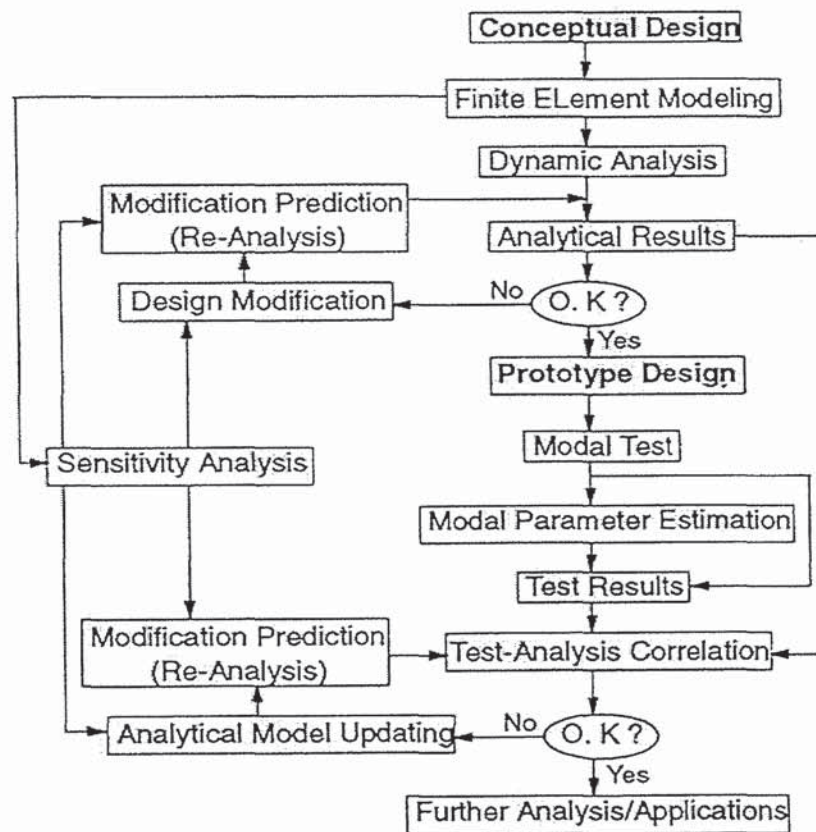 Conceptual Design
Finite ELement Modeling
Dynamic Analysis
Modification Prediction
(Re-Analysis)
Analytical Results
Design Modification
No
O. K ?
Yes
Prototype Design
Modal Test
Sensitivity Analysis
Modal Parameter Estimation
Test Results
Modification Prediction
(Re-Analysis)
Test-Analysis Correlation
Analytical Model Updating
No
O. K ?
Yes
Further Analysis/Applications